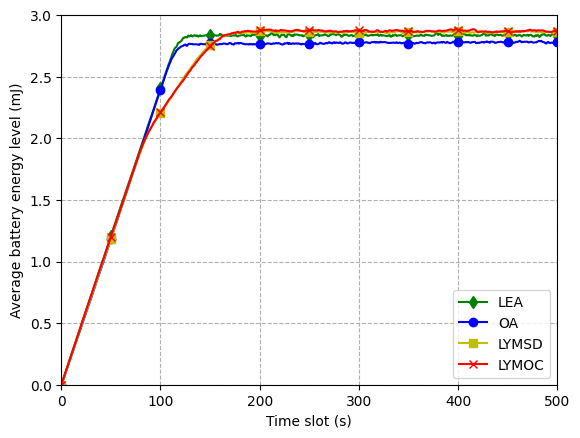 Average battery energy level (mJ)
3.0
2.5
2.0
1.5
1.0
0.5
0.0
0 100 200 300 400 500
Time slot (s)
LEA
OA
LYMSD
LYMOC